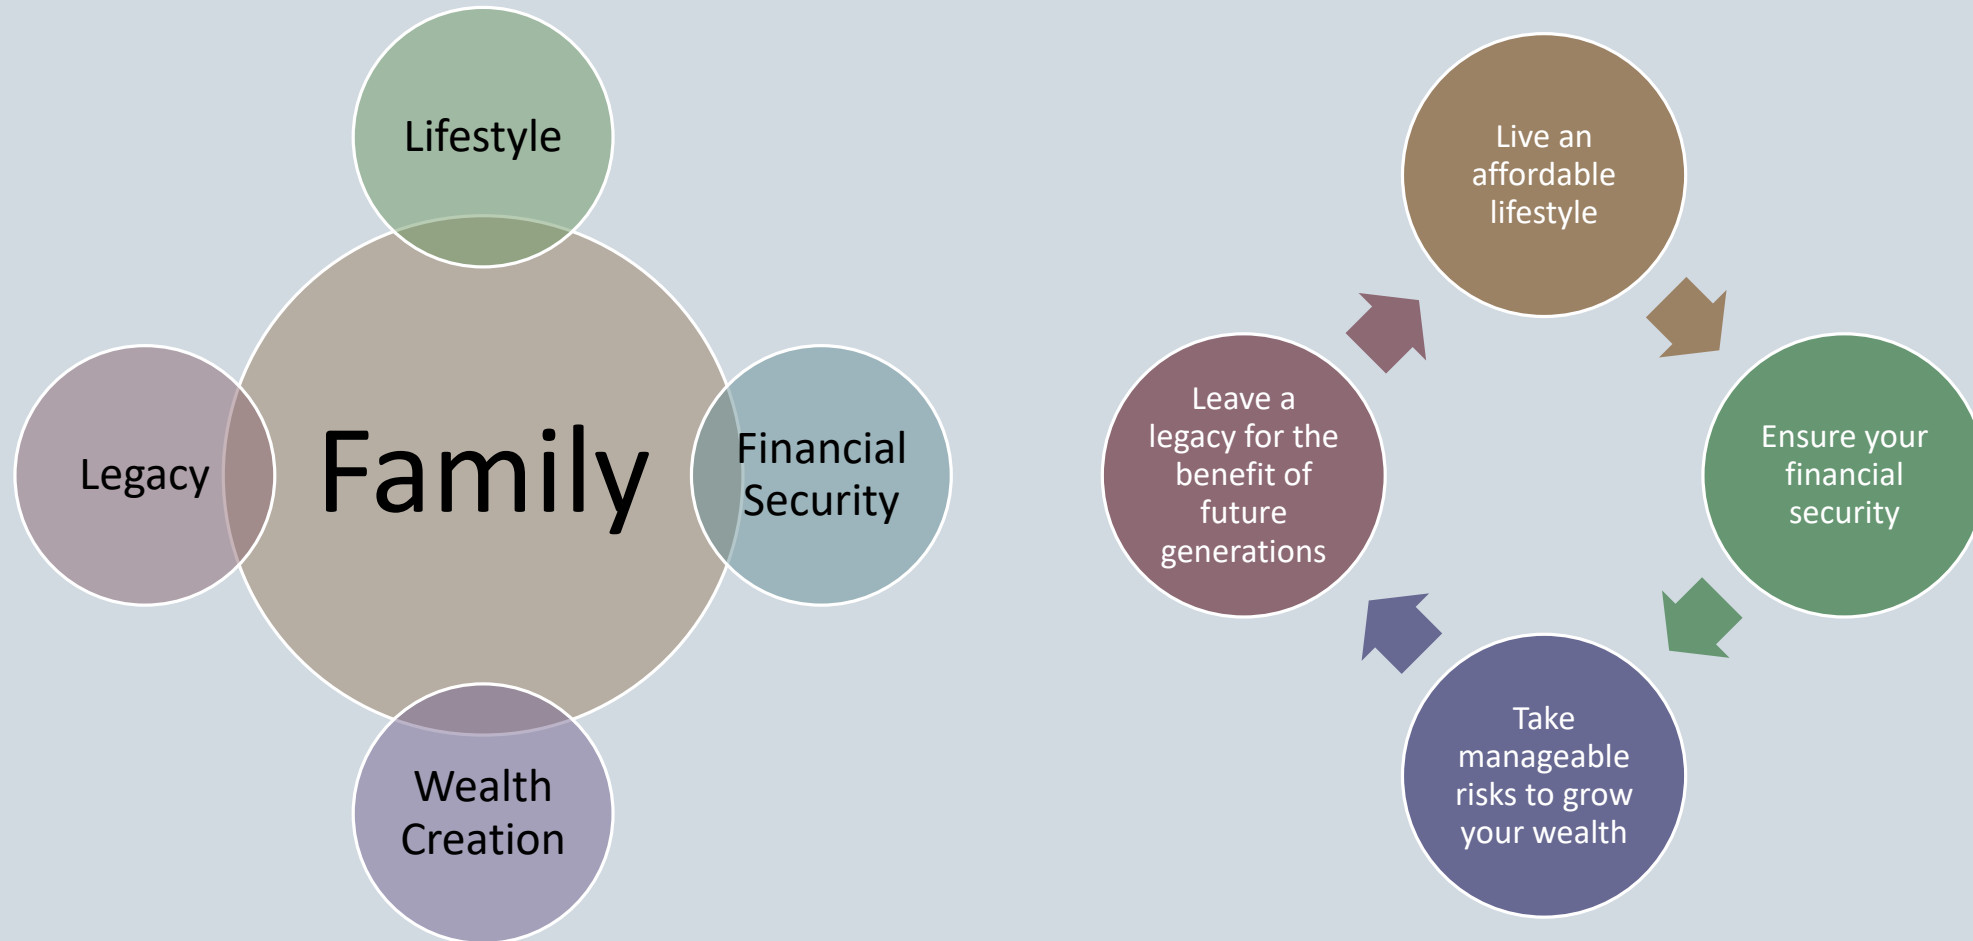 Lifestyle
Legacy
Family
Financial
Security
Wealth
Creation
Live an
affordable
lifestyle
Ensure your
financial
security
Take
manageable
risks to grow
your wealth
Leave a
legacy for the
benefit of
future
generations